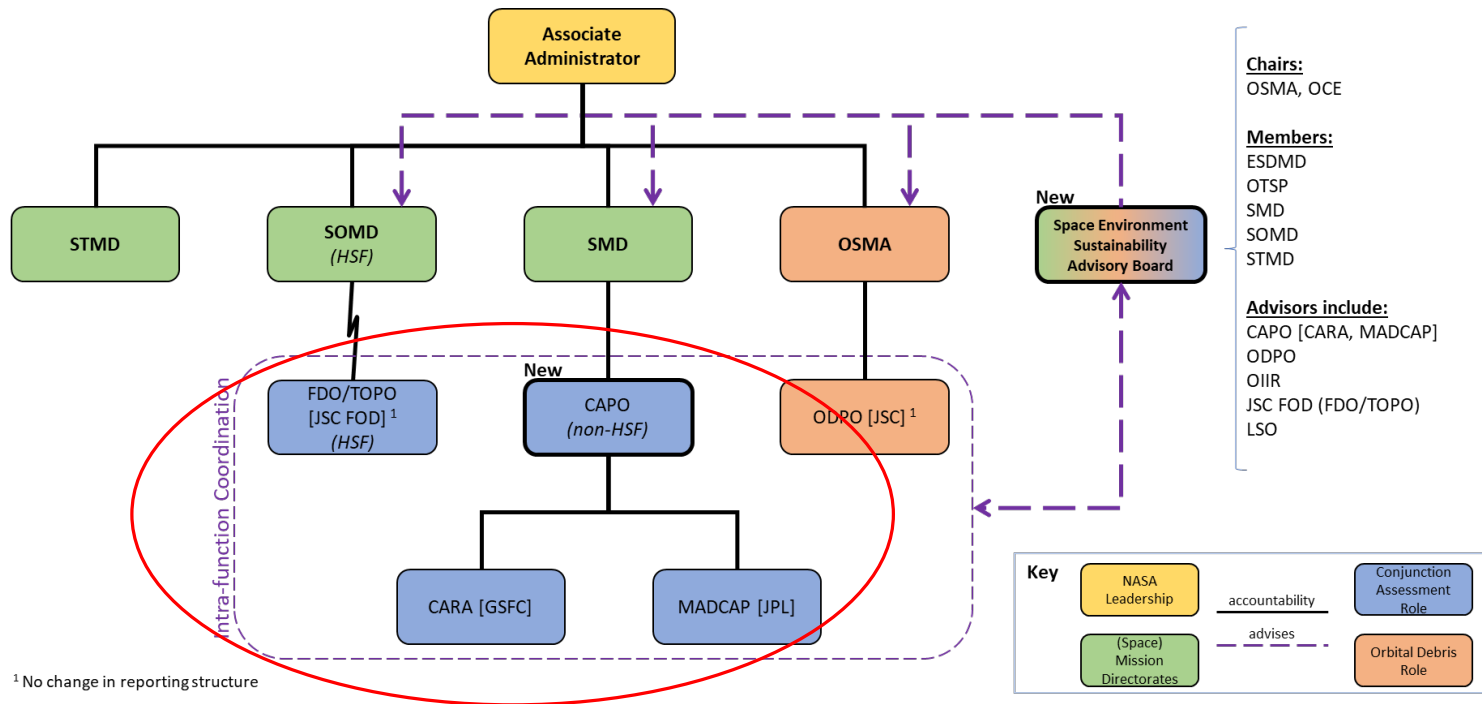 Associate
Administrator
Chairs:
OSMA, OCE
Members:
ESDMD
OTSP
SMD
SOMD
STMD
Advisors include:
CAPO [CARA, MADCAP]
ODPO
OIIR
JSC FOD (FDO/TOPO)
LSO
STMD
SOMD
(HSF)
SMD
OSMA
New
Space Environment
Sustainability
Advisory Board
Intra-function Coordination
FDO/TOPO
[JSC FOD] ¹
(HSF)
New
CAPO
(non-HSF)
ODPO [JSC] ¹
CARA [GSFC]
MADCAP [JPL]
Key
NASA
Leadership
accountability
Conjunction
Assessment
Role
advises
(Space)
Mission
Directorates
Orbital Debris
Role
¹ No change in reporting structure